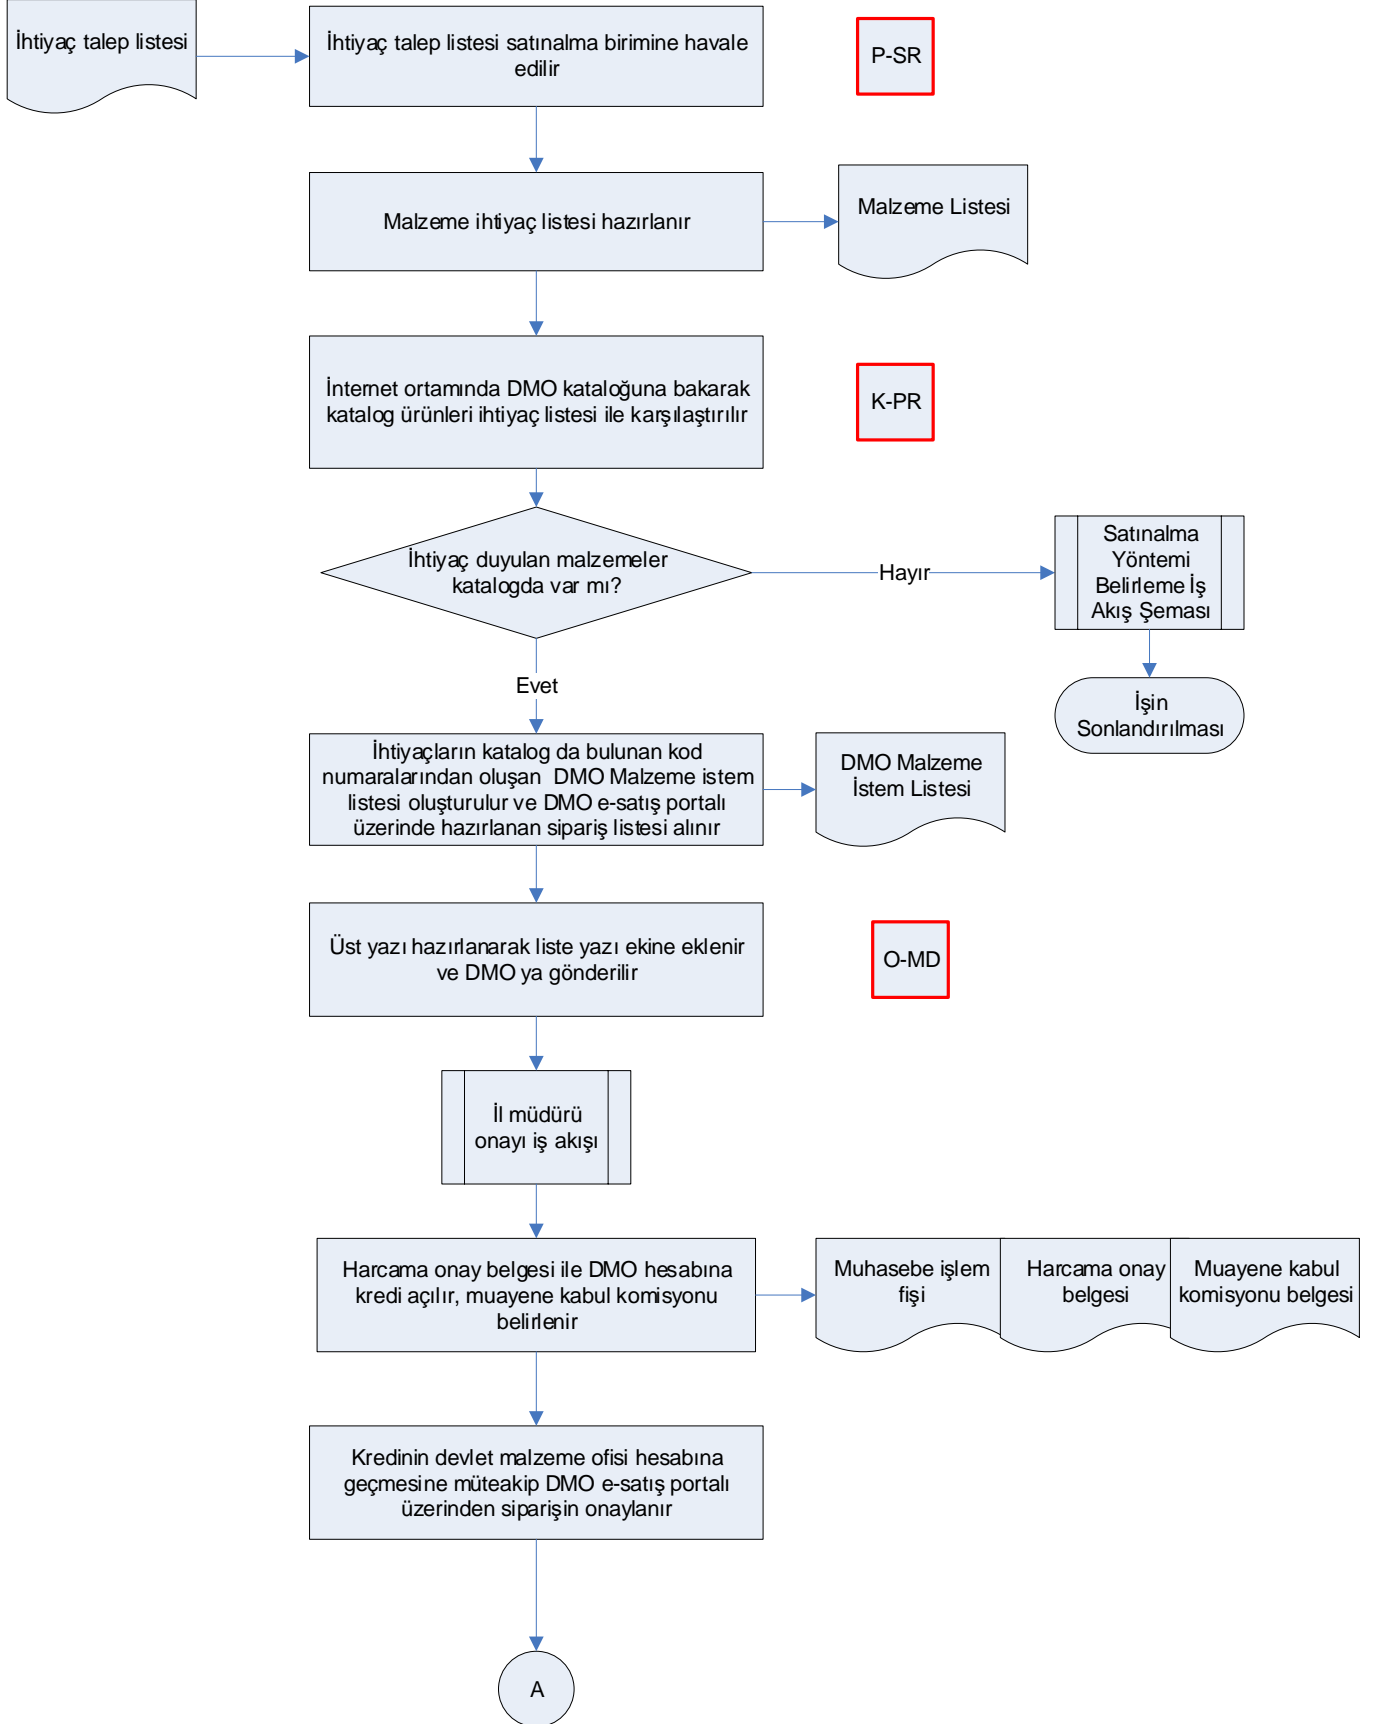 İhtiyaç talep listesi
İhtiyaç talep listesi satınalma birimine havale
edilir
P-SR
Malzeme ihtiyaç listesi hazırlanır
Malzeme Listesi
İnternet ortamında DMO kataloğuna bakarak
katalog ürünleri ihtiyaç listesi ile karşılaştırılır
K-PR
İhtiyaç duyulan malzemeler
katalogda var mı?
Hayır
Satınalma
Yöntemi
Belirleme İş
Akış Şeması
Evet
İşin
Sonlandırılması
İhtiyaçların katalog da bulunan kod
numaralarından oluşan DMO Malzeme istem
listesi oluşturulur ve DMO e-satış portalı
üzerinde hazırlanan sipariş listesi alınır
DMO Malzeme
İstem Listesi
Üst yazı hazırlanarak liste yazı ekine eklenir
ve DMO ya gönderilir
O-MD
İl müdürü
onayı iş akışı
Harcama onay belgesi ile DMO hesabına
kredi açılır, muayene kabul komisyonu
belirlenir
Muhasebe işlem
fişi
Harcama onay
belgesi
Muayene kabul
komisyonu belgesi
Kredinin devlet malzeme ofisi hesabına
geçmesine müteakip DMO e-satış portalı
üzerinden siparişin onaylanır
A